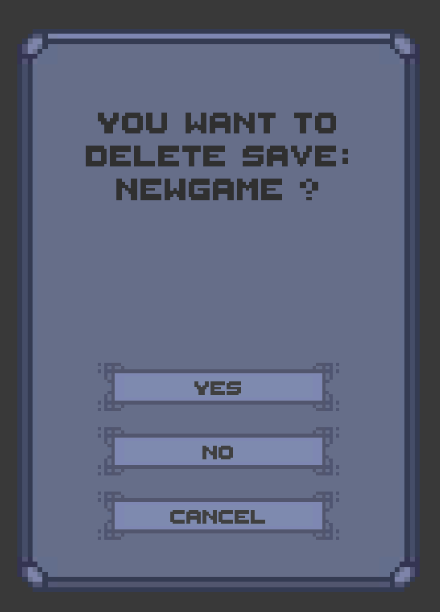 YOU WANT TO
DELETE SAVE:
NEWGAME ?
YES
NO
CANCEL